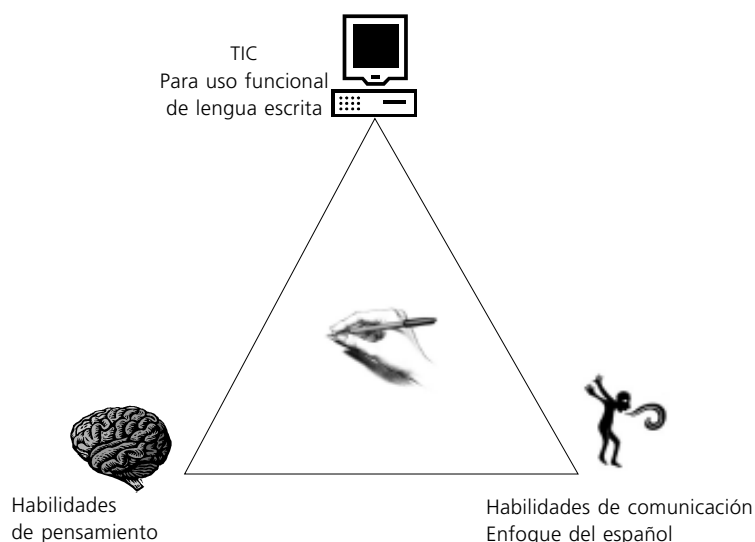 TIC
Para uso funcional
de lengua escrita
Habilidades
de pensamiento
Habilidades de comunicación
Enfoque del español